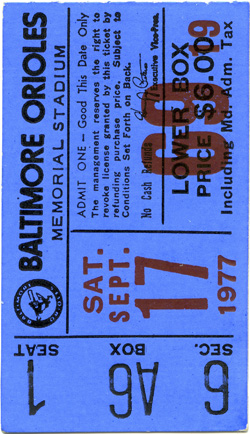 BALTIMORE ORIOLES
MEMORIAL STADIUM
ADMIT ONE — Good This Date Only
The management reserves the right to
revoke license granted by this ticket by
refunding purchase price. Subject to
Conditions Set Forth on Back.
No Cash Refunds
Executive Vice-Pres.
LOWER BOX
PRICE $6.00
Including Md. Adm. Tax
SAT.
SEPT.
17
1977
SEC.
6
BOX
A6
SEAT
1